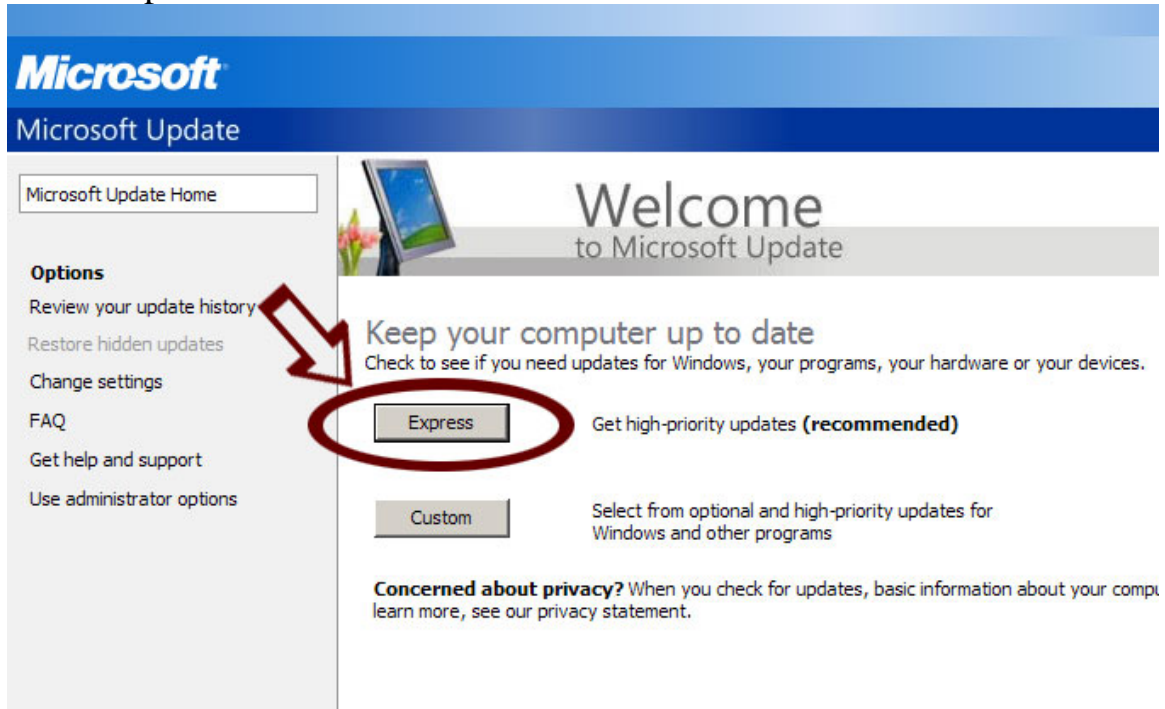 Microsoft
Microsoft Update
Microsoft Update Home
Options
Review your update history
Restore hidden updates
Change settings
FAQ
Get help and support
Use administrator options
Welcome
to Microsoft Update
Keep your computer up to date
Check to see if you need updates for Windows, your programs, your hardware or your devices.
Express
Get high-priority updates (recommended)
Custom
Select from optional and high-priority updates for
Windows and other programs
Concerned about privacy? When you check for updates, basic information about your
learn more, see our privacy statement.